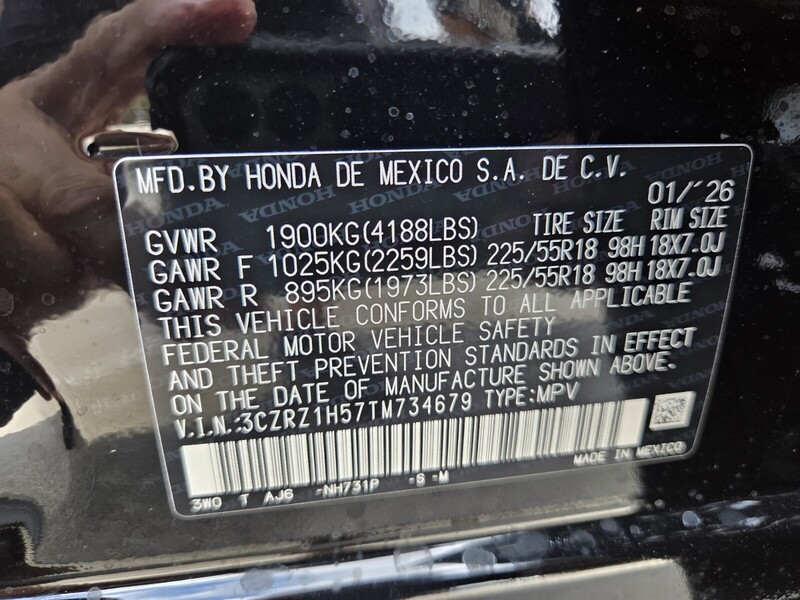 MFD.BY HONDA DE MEXICO S.A. DE C.V.
01/'26
GVWR 1900KG(4188LBS) TIRE SIZE RIM SIZE
GAWR F 1025KG(2259LBS) 225/55R18 98H 18X7.0J
GAWR R 895KG(1973LBS) 225/55R18 98H 18X7.0J
THIS VEHICLE CONFORMS TO ALL APPLICABLE
FEDERAL MOTOR VEHICLE SAFETY
AND THEFT PREVENTION STANDARDS IN EFFECT
ON THE DATE OF MANUFACTURE SHOWN ABOVE.
V.I.N.:3CZRZ1H57TM734679 TYPE:MPV
MADE IN MEXICO
3W0 T AJ6 -NH731P -S -M